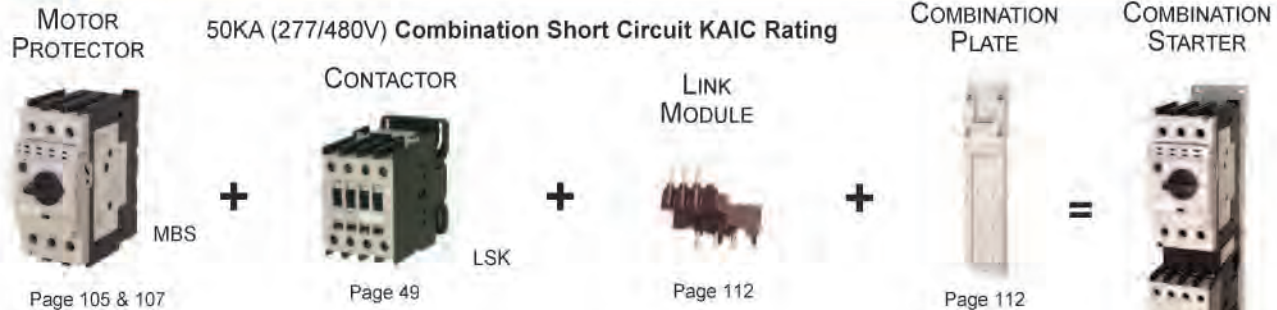 MOTOR
PROTECTOR
50KA (277/480V) Combination Short Circuit KAIC Rating
COMBINATION
PLATE
COMBINATION
STARTER
CONTACTOR
LINK
MODULE
+
+
+
=
MBS
LSK
Page 105 & 107
Page 49
Page 112
Page 112